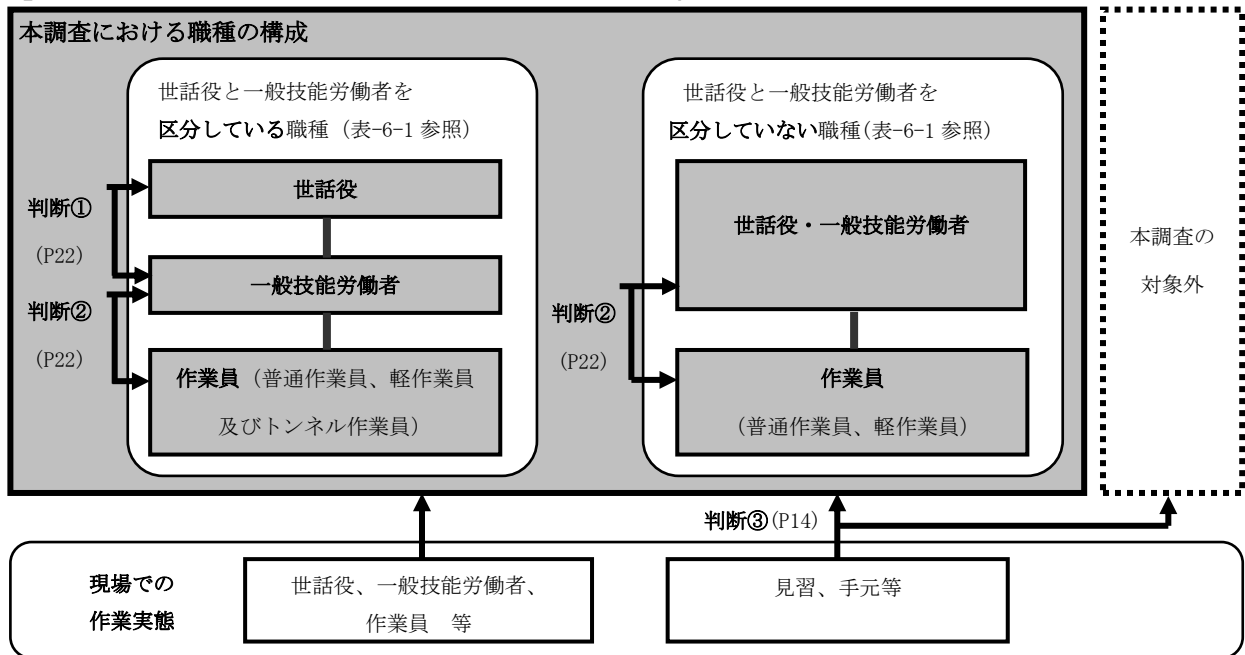 本調査における職種の構成
世話役と一般技能労働者を
区分している職種（表-6-1 参照）
世話役
判断①
(P22)
一般技能労働者
判断②
(P22)
作業員（普通作業員、軽作業員
及びトンネル作業員）
世話役と一般技能労働者を
区分していない職種(表-6-1 参照)
世話役・一般技能労働者
判断②
(P22)
作業員
（普通作業員、軽作業員）
本調査の
対象外
判断③(P14)
現場での
作業実態
世話役、一般技能労働者、
作業員　等
見習、手元等